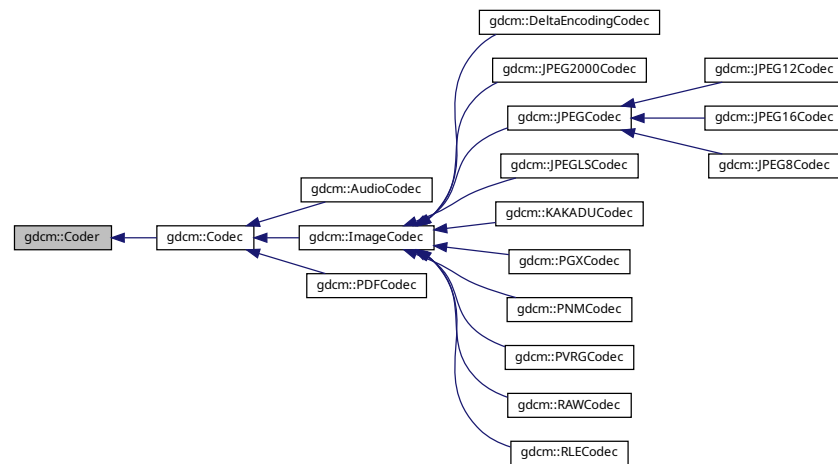 gdcm::DeltaEncodingCodec
gdcm::JPEG2000Codec
gdcm::JPEG12Codec
gdcm::JPEGCodec
gdcm::JPEG16Codec
gdcm::JPEGLSCodec
gdcm::JPEG8Codec
gdcm::AudioCodec
gdcm::KAKADUCodec
gdcm::Coder
gdcm::Codec
gdcm::ImageCodec
gdcm::PGXCodec
gdcm::PDFCodec
gdcm::PNMCodec
gdcm::PVRGCodec
gdcm::RAWCodec
gdcm::RLECodec